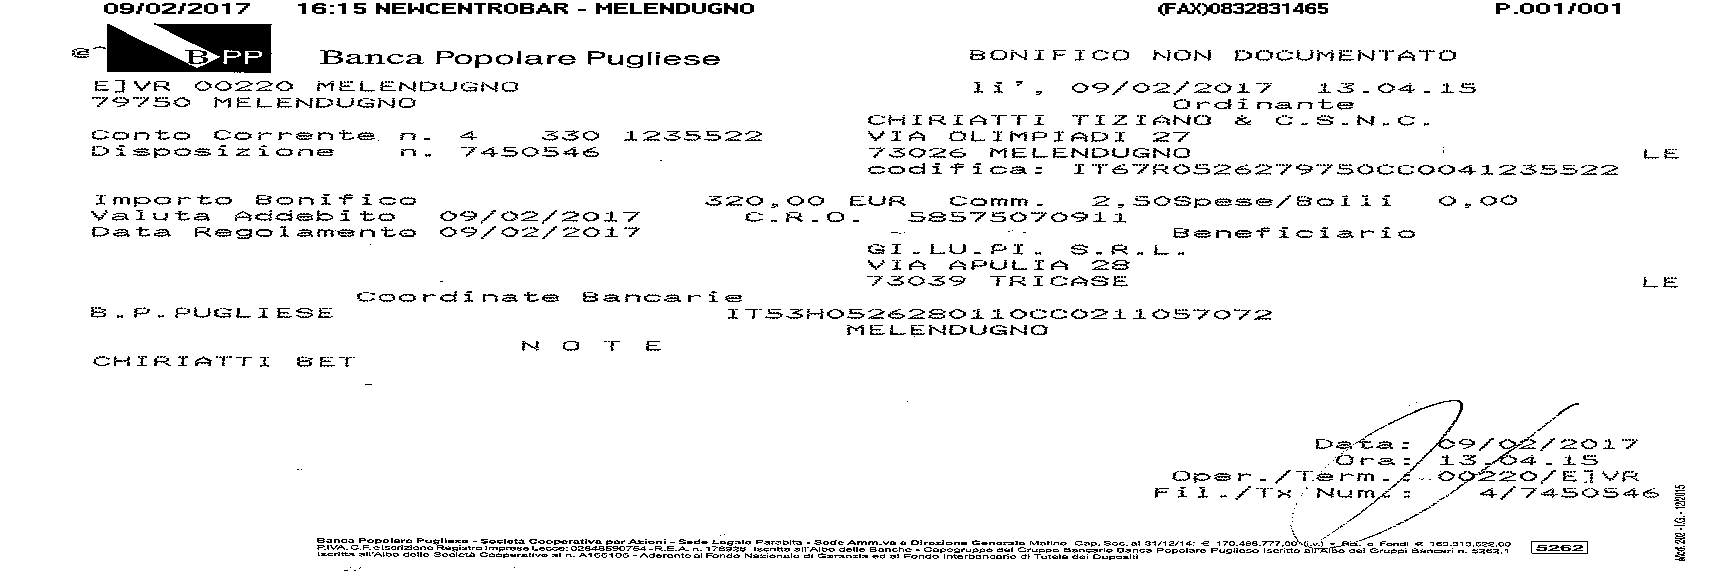 09/02/2017 16:15 NEWCENTROBAR - MELENDUGNO (FAX)0832831465 P.001/001
BPP Banca Popolare Pugliese BONIFICO NON DOCUMENTATO
E]VR 00220 MELENDUGNO li', 09/02/2017 13.04.15
79750 MELENDUGNO Ordinante
CHIRIATTI TIZIANO & C.S.N.C.
Conto Corrente n. 4 330 1235522 VIA OLIMPIADI 27
Disposizione n. 7450546 73026 MELENDUGNO LE
codifica: IT67R0526279750CC0041235522
Importo Bonifico 320,00 EUR Comm. 2,50Spese/Bolli 0,00
Valuta Addebito 09/02/2017 C.R.O. 58575070911
Data Regolamento 09/02/2017 Beneficiario
GI.LU.PI. S.R.L.
VIA APULIA 28
73039 TRICASE LE
Coordinate Bancarie
B.P.PUGLIESE IT53H0526280110CC0211057072
MELENDUGNO
N O T E
CHIRIATTI BET
Data: 09/02/2017
Ora: 13.04.15
Oper./Term.: 00220/E]VR
Fil./Tx Num.: 4/7450546
Mod. 202 - I.G. - 12/2015
Banca Popolare Pugliese - Società Cooperativa per Azioni - Sede Legale Parabita - Sede Amm.va e Direzione Generale Matino Cap. Soc. al 31/12/14: € 170.486.777,00 (i.v.) - Ris. e Fondi €
P.IVA, C.F. e Iscrizione Registro Imprese Lecce: 02848590754 - R.E.A. n. 176926 Iscritta all'Albo delle Banche - Capogruppo del Gruppo Bancario Banca Popolare Pugliese Iscritto all'Albo dei Gruppi Bancari n. 5262.1
Iscritta all'Albo delle Società Cooperative al n. A166106 - Aderente al Fondo Nazionale di Garanzia ed al Fondo Interbancario di Tutela dei Depositi
5262